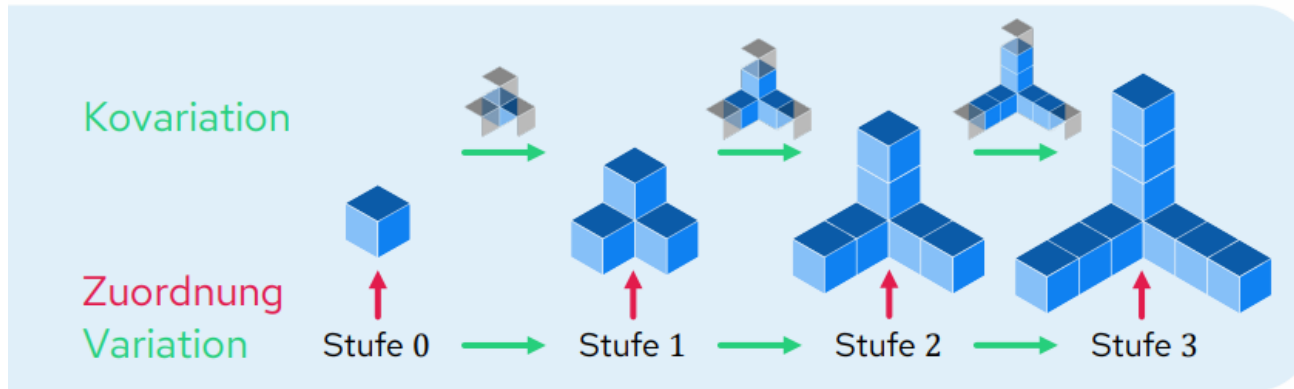 Kovariation
Zuordnung
Variation
Stufe 0
Stufe 1
Stufe 2
Stufe 3